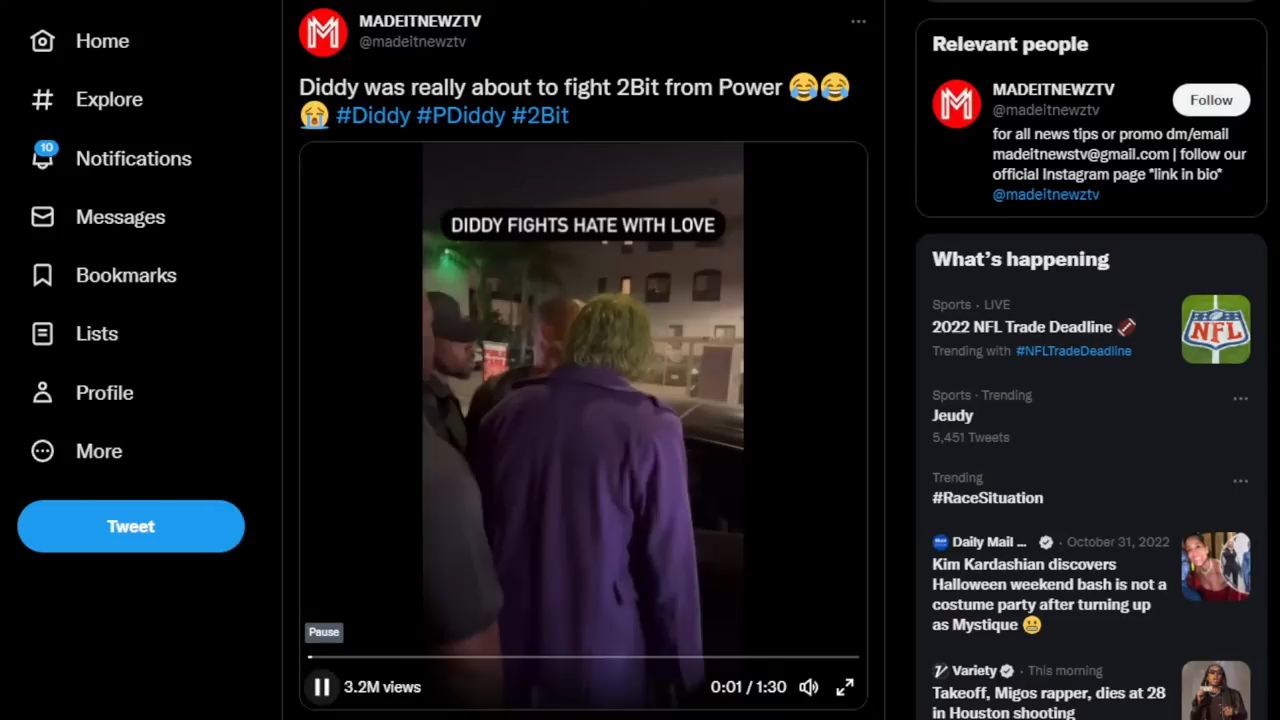 Home
Explore
10
Notifications
Messages
Bookmarks
Lists
Profile
More
Tweet
MADEITNEWZTV
@madeitnewztv
Diddy was really about to fight 2Bit from Power 😂😂
😭 #Diddy #PDiddy #2Bit
DIDDY FIGHTS HATE WITH LOVE
Pause
3.2M views
0:01 / 1:30
Relevant people
MADEITNEWZTV
@madeitnewztv
Follow
for all news tips or promo dm/email
madeitnewstv@gmail.com | follow our
official Instagram page *link in bio*
@madeitnewztv
What's happening
Sports · LIVE
2022 NFL Trade Deadline 🏈
Trending with #NFLTradeDeadline
NFL
Sports · Trending
Jeudy
5,451 Tweets
Trending
#RaceSituation
Daily Mail ... · October 31, 2022
Kim Kardashian discovers
Halloween weekend bash is not a
costume party after turning up
as Mystique 😬
Variety · This morning
Takeoff, Migos rapper, dies at 28
in Houston shooting